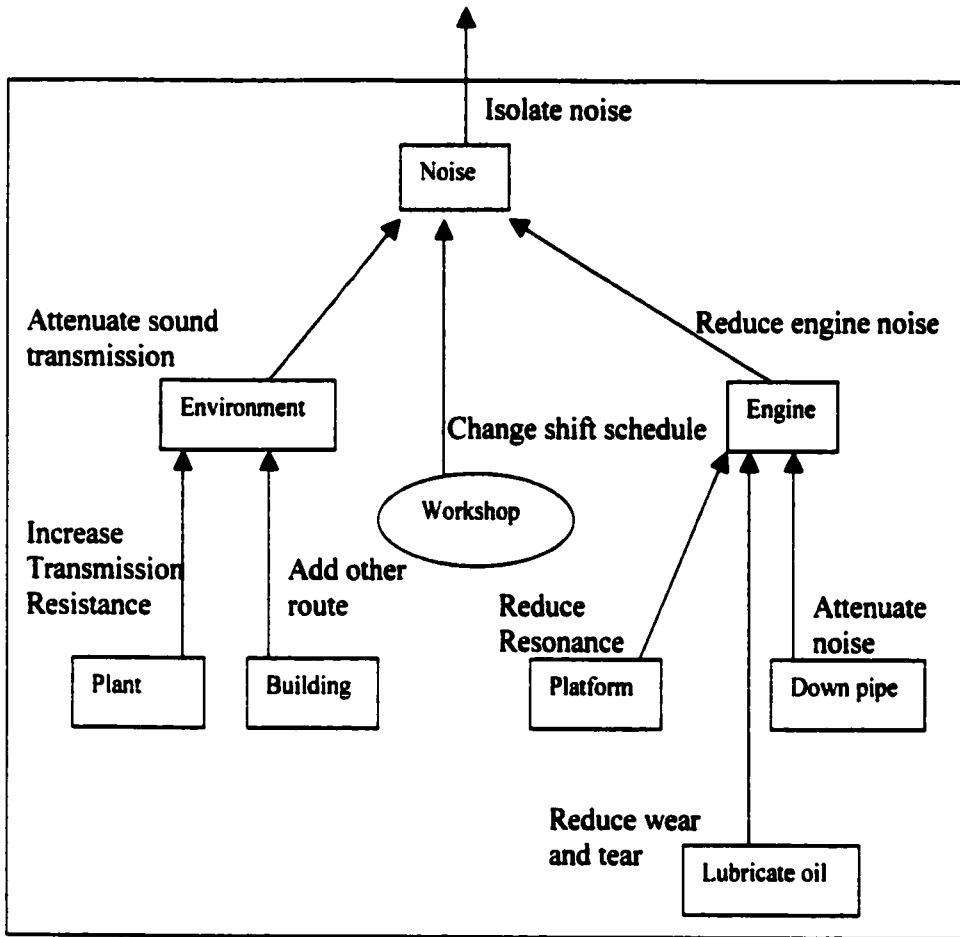 Isolate noise
Noise
Attenuate sound
transmission
Reduce engine noise
Environment
Engine
Change shift schedule
Workshop
Increase
Transmission
Resistance
Add other
route
Reduce
Resonance
Attenuate
noise
Plant
Building
Platform
Down pipe
Reduce wear
and tear
Lubricate oil